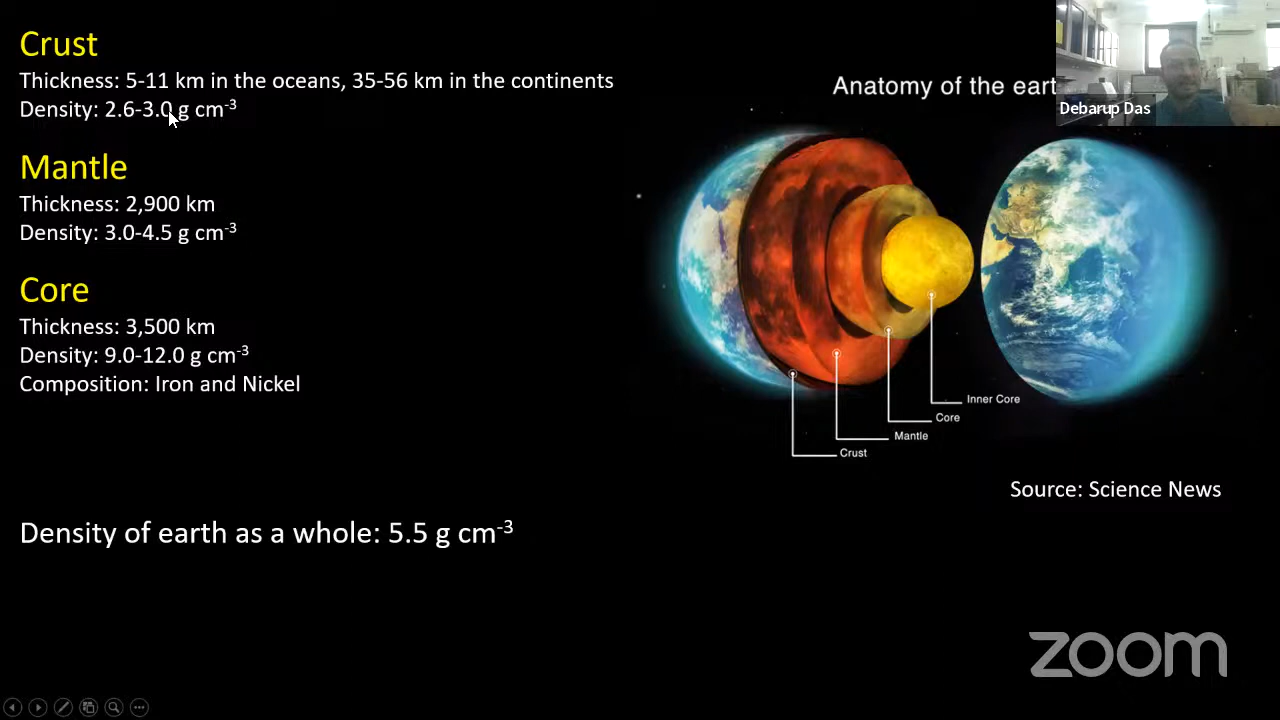 Crust
Thickness: 5-11 km in the oceans, 35-56 km in the continents
Density: 2.6-3.0 g cm-3
Mantle
Thickness: 2,900 km
Density: 3.0-4.5 g cm-3
Core
Thickness: 3,500 km
Density: 9.0-12.0 g cm-3
Composition: Iron and Nickel
Density of earth as a whole: 5.5 g cm-3
Anatomy of the eart
Debarup Das
Inner Core
Core
Mantle
Crust
Source: Science News
zoom